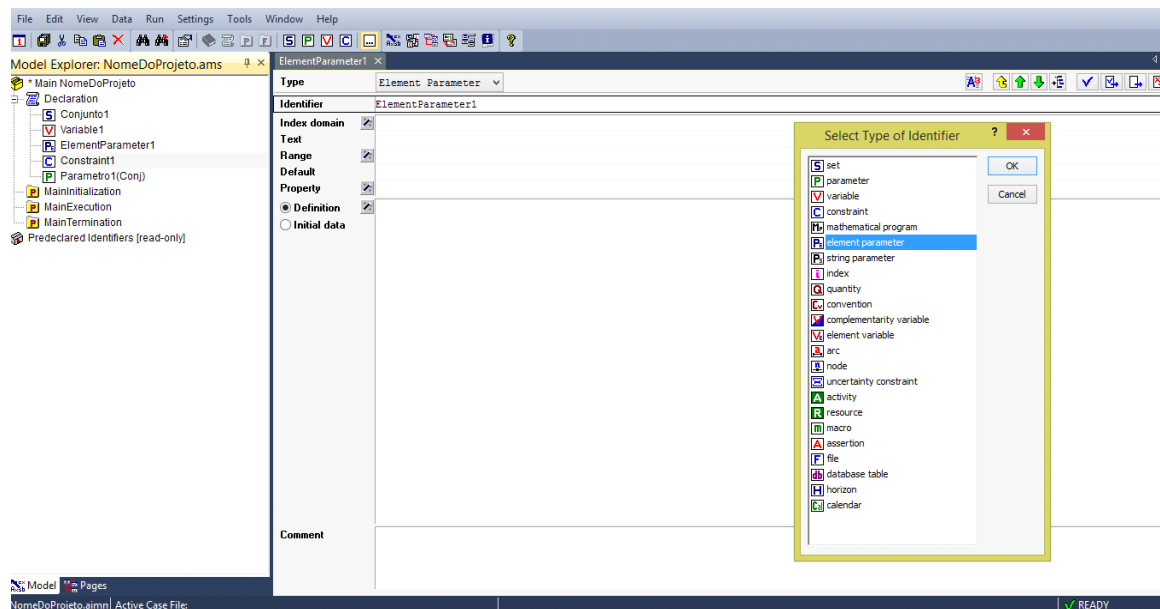 File Edit View Data Run Settings Tools Window Help
Model Explorer: NomeDoProjeto.ams
* Main NomeDoProjeto
Declaration
S Conjunto1
V Variable1
ElementParameter1
C Constraint1
P Parametro1(Conj)
P MainInitialization
P MainExecution
P MainTermination
Predeclared Identifiers [read-only]
Model Pages
ElementParameter1
Type Element Parameter
Identifier ElementParameter1
Index domain
Text
Range
Default
Property
Definition
Initial data
Comment
Select Type of Identifier ? ×
S set
P parameter
V variable
C constraint
mathematical program
element parameter
string parameter
i index
Q quantity
convention
complementarity variable
element variable
a arc
n node
uncertainty constraint
A activity
R resource
m macro
A assertion
F file
db database table
H horizon
calendar
OK
Cancel
NomeDoProjeto.aimn Active Case File:
READY